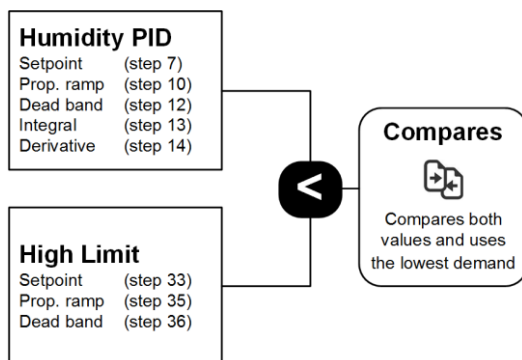 Humidity PID
Setpoint (step 7)
Prop. ramp (step 10)
Dead band (step 12)
Integral (step 13)
Derivative (step 14)
<
Compares
Compares both
values and uses
the lowest demand
High Limit
Setpoint (step 33)
Prop. ramp (step 35)
Dead band (step 36)